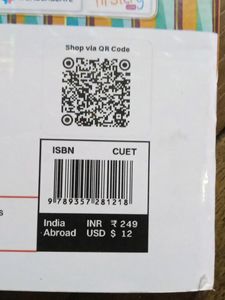 Shop via QR Code
ISBN CUET
9 789357 281218
India INR ₹ 249
Abroad USD $ 12